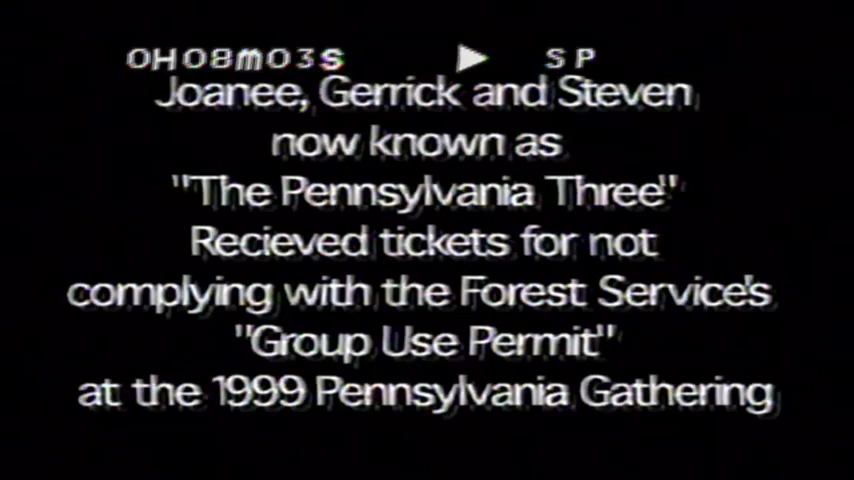 0H08m03s ▶ SP
Joanee, Gerrick and Steven
now known as
"The Pennsylvania Three"
Recieved tickets for not
complying with the Forest Service's
"Group Use Permit"
at the 1999 Pennsylvania Gathering